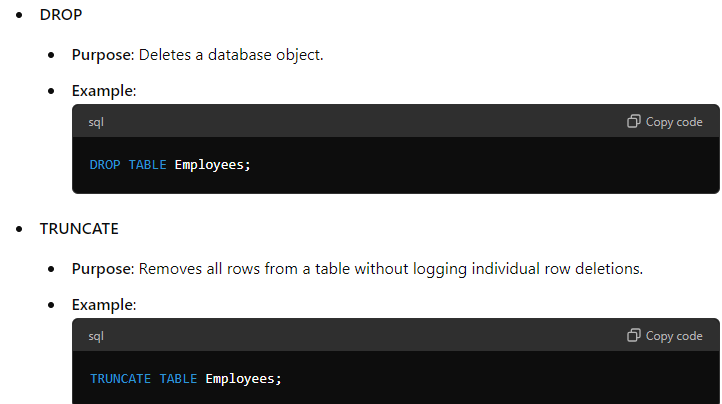 DROP
Purpose: Deletes a database object.
Example:
sql
Copy code
DROP TABLE Employees;
TRUNCATE
Purpose: Removes all rows from a table without logging individual row deletions.
Example:
sql
Copy code
TRUNCATE TABLE Employees;